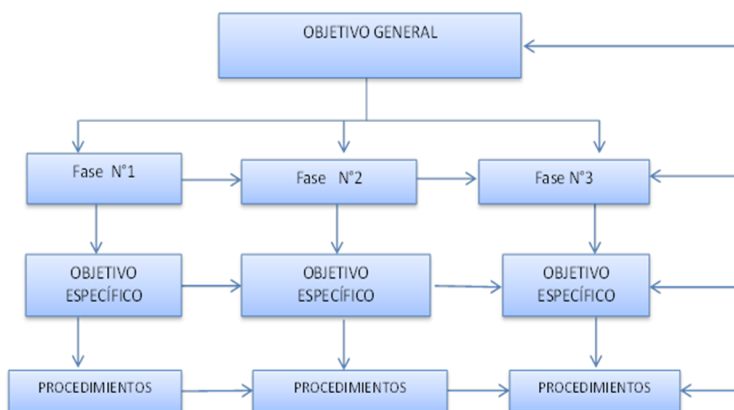 OBJETIVO GENERAL
Fase N°1
Fase N°2
Fase N°3
OBJETIVO
ESPECÍFICO
OBJETIVO
ESPECÍFICO
OBJETIVO
ESPECÍFICO
PROCEDIMIENTOS
PROCEDIMIENTOS
PROCEDIMIENTOS